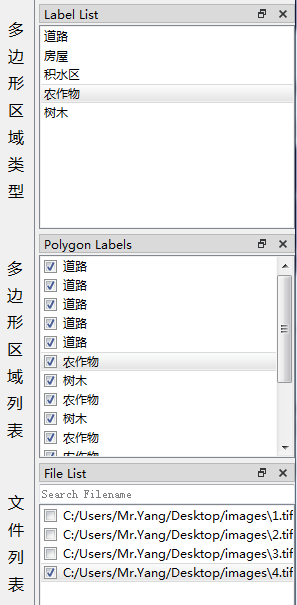 多边形区域类型
Label List
道路
房屋
积水区
农作物
树木
多边形区域列表
Polygon Labels
道路
道路
道路
道路
道路
农作物
树木
农作物
树木
农作物
农作物
文件列表
File List
Search Filename
C:/Users/Mr.Yang/Desktop/images\1.tif
C:/Users/Mr.Yang/Desktop/images\2.tif
C:/Users/Mr.Yang/Desktop/images\3.tif
C:/Users/Mr.Yang/Desktop/images\4.tif